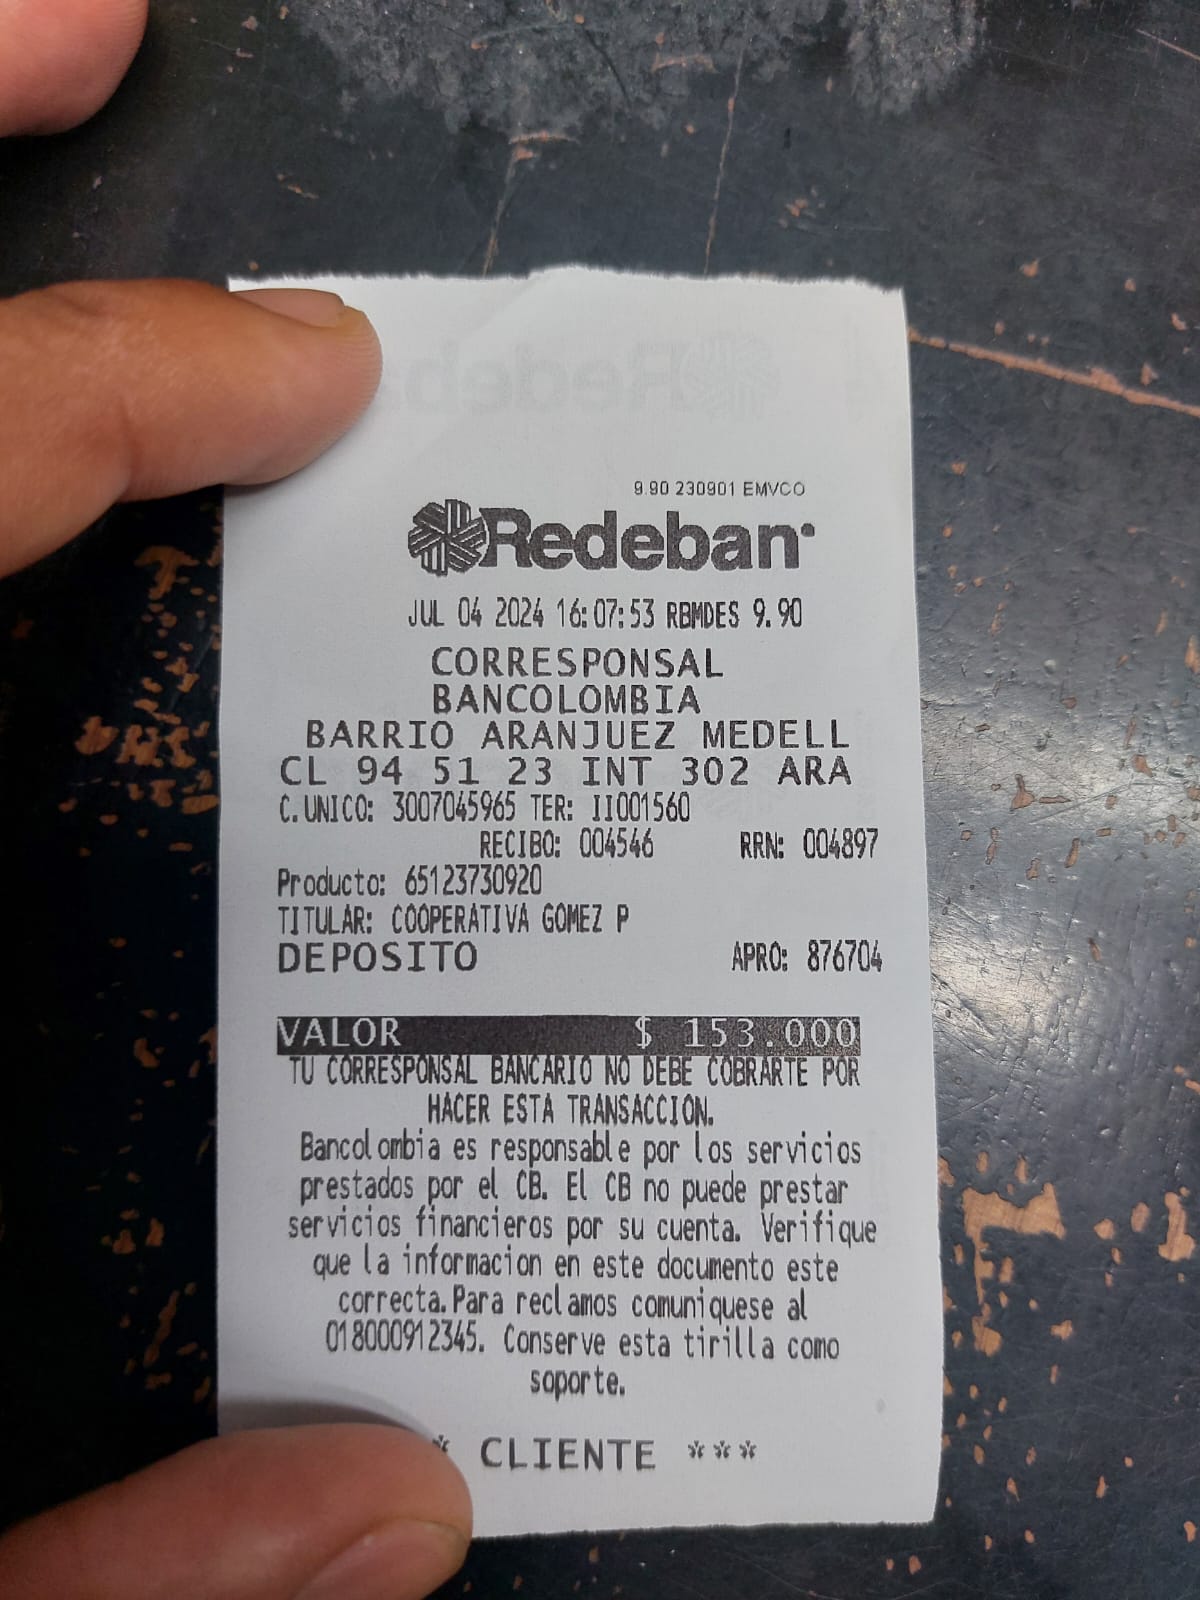 9.90 230901 EMVCO
Redeban
JUL 04 2024 16:07:53 RBMDES 9.90
CORRESPONSAL
BANCOLOMBIA
BARRIO ARANJUEZ MEDELL
CL 94 51 23 INT 302 ARA
C.UNICO: 3007045965 TER: II001560
RECIBO: 004546 RRN: 004897
Producto: 65123730920
TITULAR: COOPERATIVA GOMEZ P
DEPOSITO APRO: 876704
VALOR $ 153.000
TU CORRESPONSAL BANCARIO NO DEBE COBRARTE POR
HACER ESTA TRANSACCION.
Bancolombia es responsable por los servicios
prestados por el CB. El CB no puede prestar
servicios financieros por su cuenta. Verifique
que la informacion en este documento este
correcta.Para reclamos comuniquese al
018000912345. Conserve esta tirilla como
soporte.
* CLIENTE ***